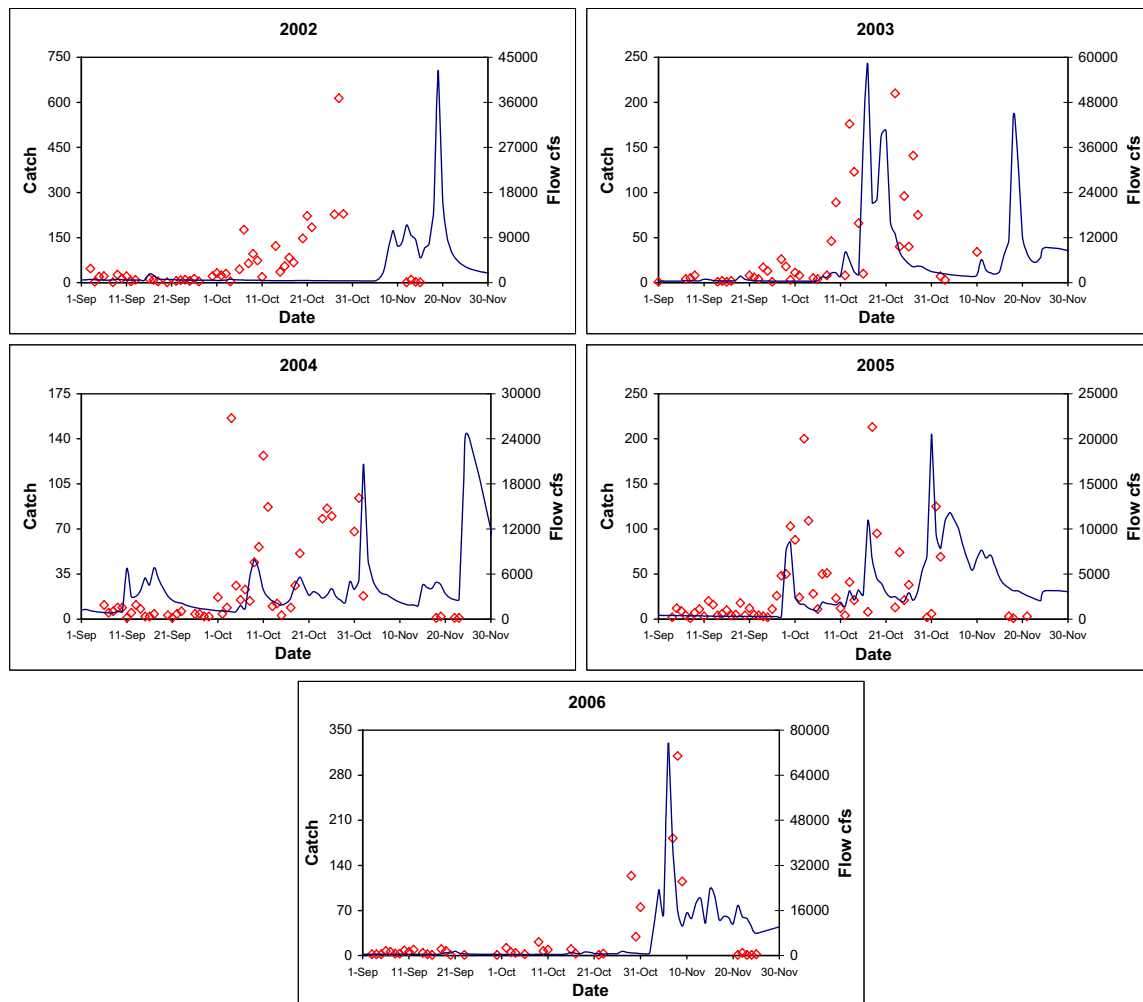 2002
750 45000
600 36000
450 27000
300 18000
150 9000
0 0
Catch
Flow cfs
1-Sep 11-Sep 21-Sep 1-Oct 11-Oct 21-Oct 31-Oct 10-Nov 20-Nov 30-Nov
Date
2003
250 60000
200 48000
150 36000
100 24000
50 12000
0 0
Catch
Flow cfs
1-Sep 11-Sep 21-Sep 1-Oct 11-Oct 21-Oct 31-Oct 10-Nov 20-Nov 30-Nov
Date
2004
175 30000
140 24000
105 18000
70 12000
35 6000
0 0
Catch
Flow cfs
1-Sep 11-Sep 21-Sep 1-Oct 11-Oct 21-Oct 31-Oct 10-Nov 20-Nov 30-Nov
Date
2005
250 25000
200 20000
150 15000
100 10000
50 5000
0 0
Catch
Flow cfs
1-Sep 11-Sep 21-Sep 1-Oct 11-Oct 21-Oct 31-Oct 10-Nov 20-Nov 30-Nov
Date
2006
350 80000
280 64000
210 48000
140 32000
70 16000
0 0
Catch
Flow cfs
1-Sep 11-Sep 21-Sep 1-Oct 11-Oct 21-Oct 31-Oct 10-Nov 20-Nov 30-Nov
Date